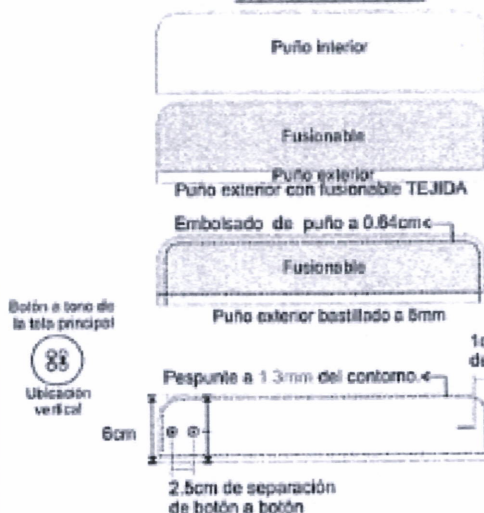 Puño interior
Fusionable
Puño exterior
Puño exterior con fusionable TEJIDA
Embolsado de puño a 0.64cm
Fusionable
Puño exterior bastillado a 6mm
Botón a tono de
la tela principal
Ubicación
vertical
Pespunte a 1.3mm del contorno.
6cm
2.5cm de separación
de botón a botón